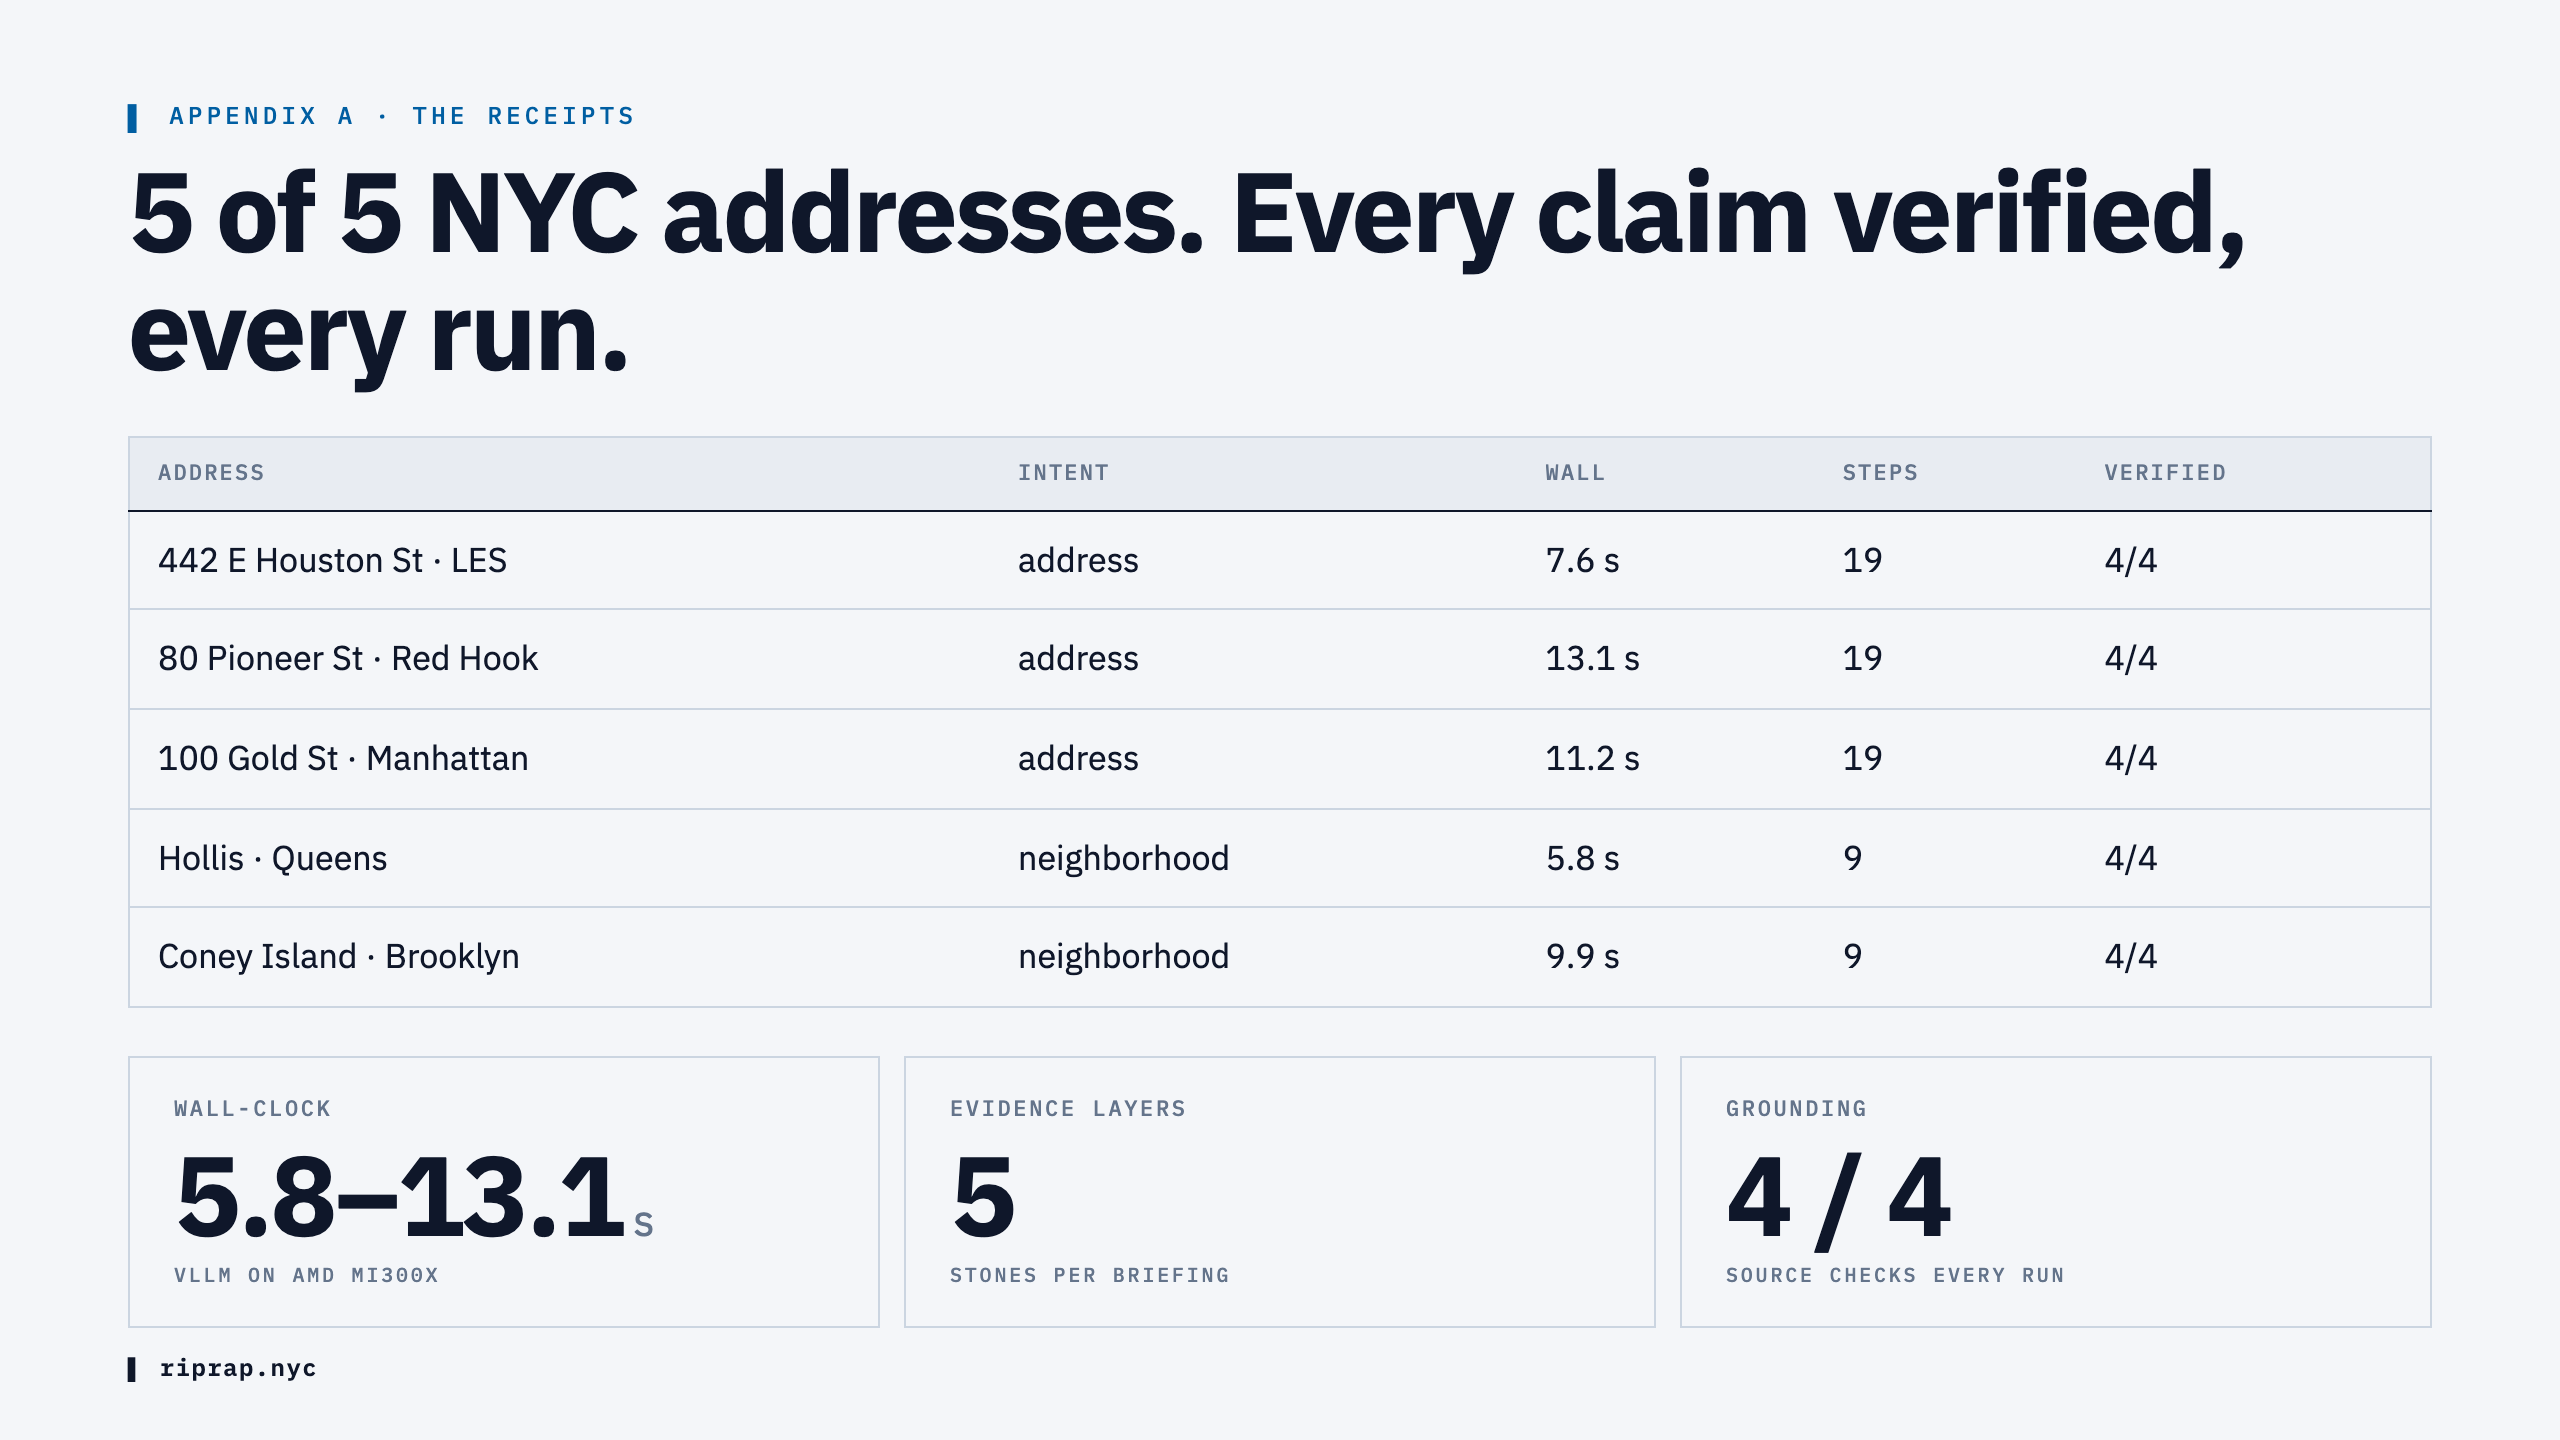 APPENDIX A · THE RECEIPTS
5 of 5 NYC addresses. Every claim verified,
every run.
ADDRESS INTENT WALL STEPS VERIFIED
442 E Houston St · LES address 7.6 s 19 4/4
80 Pioneer St · Red Hook address 13.1 s 19 4/4
100 Gold St · Manhattan address 11.2 s 19 4/4
Hollis · Queens neighborhood 5.8 s 9 4/4
Coney Island · Brooklyn neighborhood 9.9 s 9 4/4
WALL-CLOCK
5.8–13.1 s
VLLM ON AMD MI300X
EVIDENCE LAYERS
5
STONES PER BRIEFING
GROUNDING
4 / 4
SOURCE CHECKS EVERY RUN
riprap.nyc